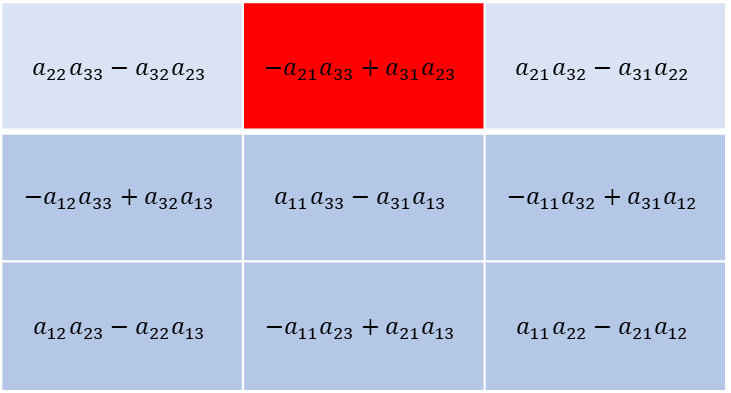 a₂₂a₃₃ − a₃₂a₂₃
−a₂₁a₃₃ + a₃₁a₂₃
a₂₁a₃₂ − a₃₁a₂₂
−a₁₂a₃₃ + a₃₂a₁₃
a₁₁a₃₃ − a₃₁a₁₃
−a₁₁a₃₂ + a₃₁a₁₂
a₁₂a₂₃ − a₂₂a₁₃
−a₁₁a₂₃ + a₂₁a₁₃
a₁₁a₂₂ − a₂₁a₁₂